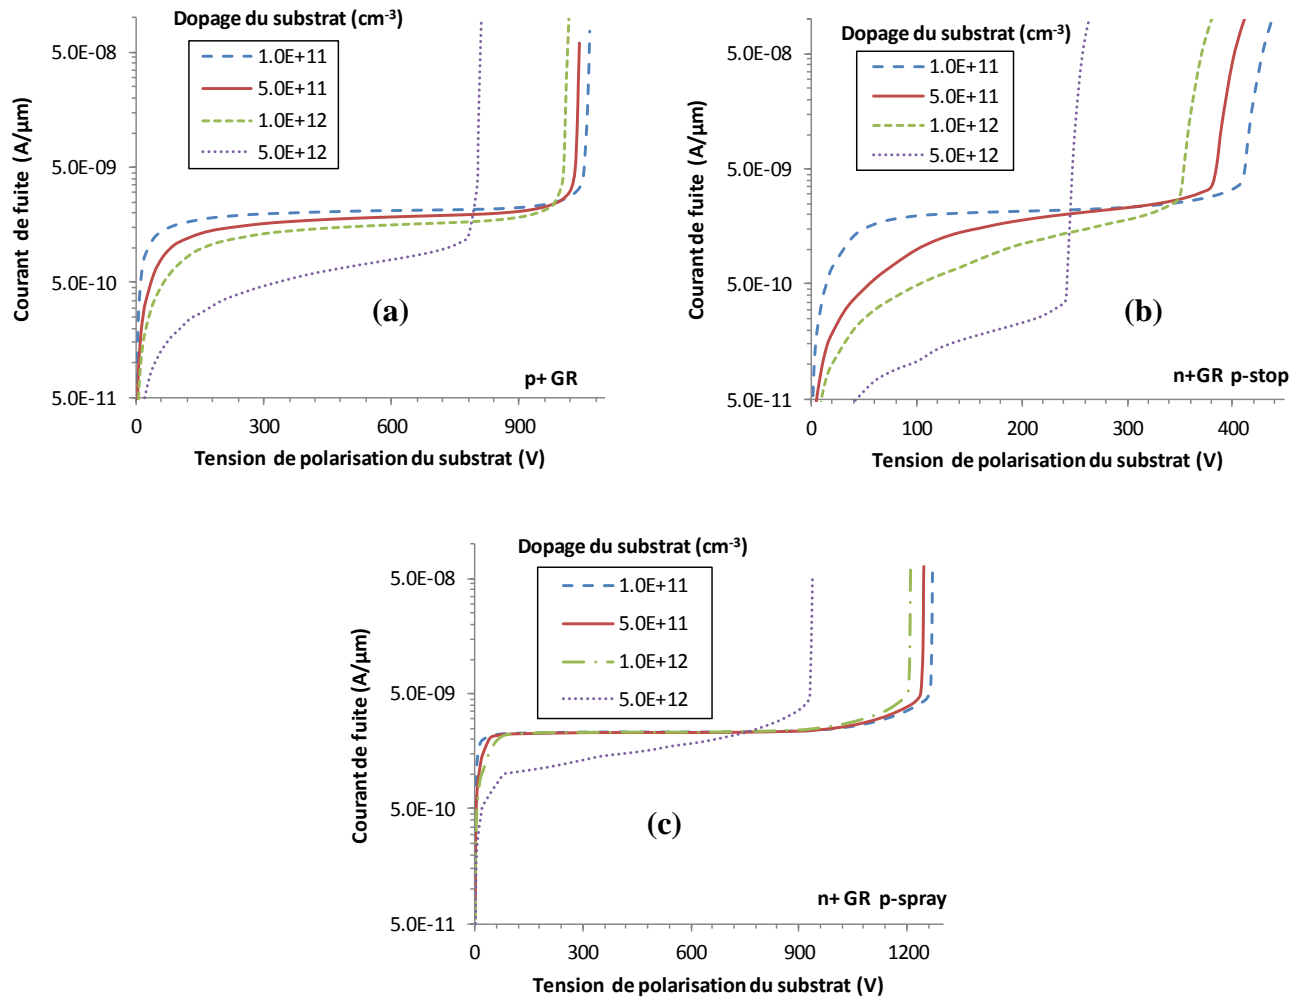 Dopage du substrat (cm-3)
1.0E+11
5.0E+11
1.0E+12
5.0E+12
5.0E-08
5.0E-09
5.0E-10
5.0E-11
Courant de fuite (A/µm)
(a)
p+ GR
0 300 600 900
Tension de polarisation du substrat (V)
Dopage du substrat (cm-3)
1.0E+11
5.0E+11
1.0E+12
5.0E+12
5.0E-08
5.0E-09
5.0E-10
5.0E-11
Courant de fuite (A/µm)
(b)
n+GR p-stop
0 100 200 300 400
Tension de polarisation du substrat (V)
Dopage du substrat (cm-3)
1.0E+11
5.0E+11
1.0E+12
5.0E+12
5.0E-08
5.0E-09
5.0E-10
5.0E-11
Courant de fuite (A/µm)
(c)
n+ GR p-spray
0 300 600 900 1200
Tension de polarisation du substrat (V)